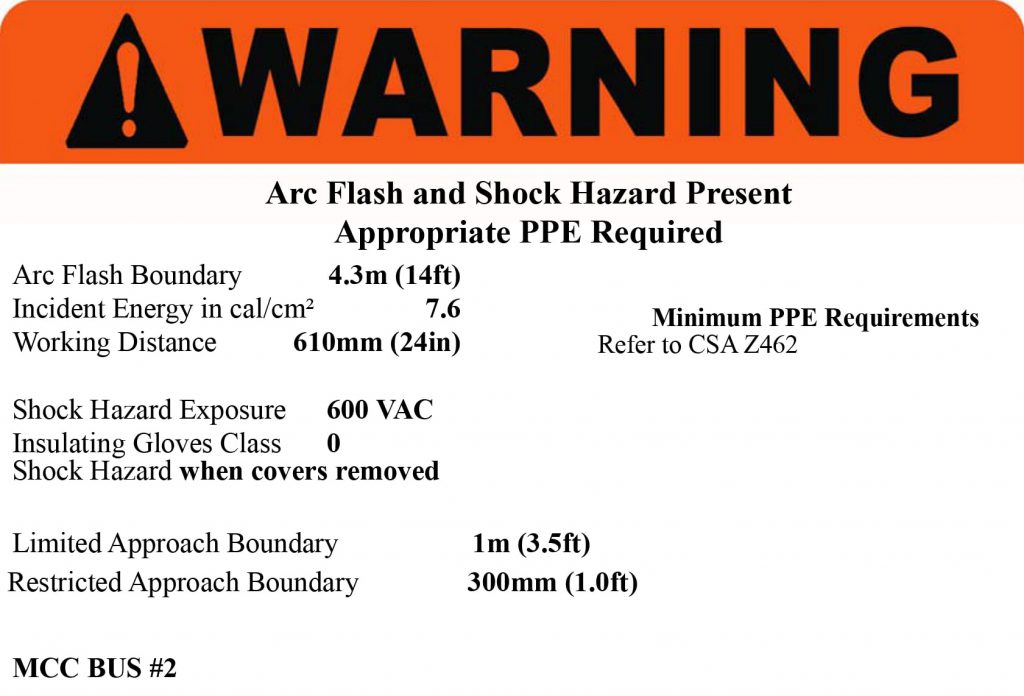 WARNING
Arc Flash and Shock Hazard Present
Appropriate PPE Required
Arc Flash Boundary 4.3m (14ft)
Incident Energy in cal/cm² 7.6
Working Distance 610mm (24in)
Minimum PPE Requirements
Refer to CSA Z462
Shock Hazard Exposure 600 VAC
Insulating Gloves Class 0
Shock Hazard when covers removed
Limited Approach Boundary 1m (3.5ft)
Restricted Approach Boundary 300mm (1.0ft)
MCC BUS #2